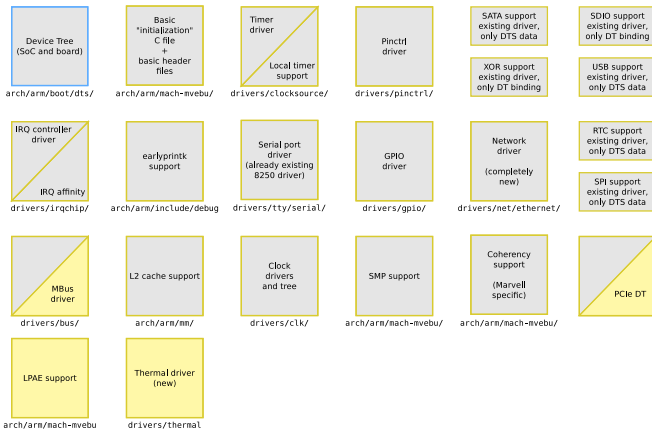 Device Tree
(SoC and board)
arch/arm/boot/dts/
Basic
"initialization"
C file
+
basic header
files
arch/arm/mach-mvebu/
Timer
driver
Local timer
support
drivers/clocksource/
Pinctrl
driver
drivers/pinctrl/
SATA support
existing driver,
only DTS data
XOR support
existing driver,
only DT binding
SDIO support
existing driver,
only DT binding
USB support
existing driver,
only DTS data
IRQ controller
driver
IRQ affinity
drivers/irqchip/
earlyprintk
support
arch/arm/include/debug
Serial port
driver
(already existing
8250 driver)
drivers/tty/serial/
GPIO
driver
drivers/gpio/
Network
driver
(completely
new)
drivers/net/ethernet/
RTC support
existing driver,
only DTS data
SPI support
existing driver,
only DTS data
MBus
driver
drivers/bus/
L2 cache support
arch/arm/mm/
Clock
drivers
and tree
drivers/clk/
SMP support
arch/arm/mach-mvebu/
Coherency
support
(Marvell
specific)
arch/arm/mach-mvebu/
PCIe DT
LPAE support
arch/arm/mach-mvebu
Thermal driver
(new)
drivers/thermal